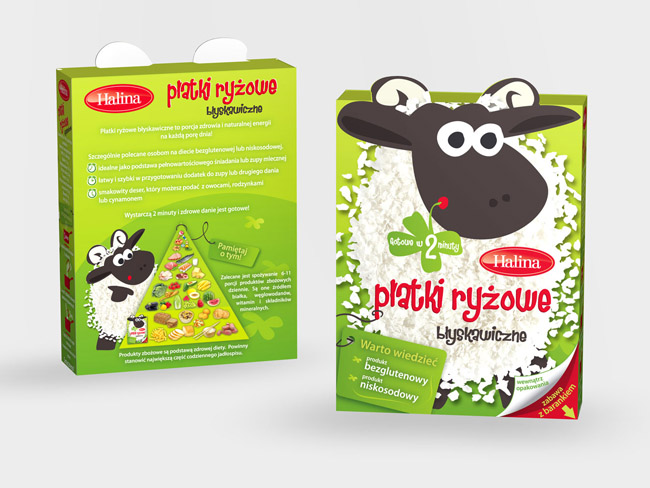 Halina
płatki ryżowe
błyskawiczne
Płatki ryżowe błyskawiczne to porcja zdrowia i naturalnej energii
na każdą porę dnia!
Szczególnie polecane osobom na diecie bezglutenowej lub niskosodowej.
idealne jako podstawa pełnowartościowego śniadania lub zupy mlecznej
łatwy i szybki w przygotowaniu dodatek do zupy lub drugiego dania
smakowity deser, który możesz podać z owocami, rodzynkami
lub cynamonem
Wystarczą 2 minuty i zdrowe danie jest gotowe!
Pamiętaj
o tym!
Zalecane jest spożywanie 6-11
porcji produktów zbożowych
dziennie. Są one źródłem
białka, węglowodanów,
witamin i składników
mineralnych.
Produkty zbożowe są podstawą zdrowej diety. Powinny
stanowić największą część codziennego jadłospisu.
Gotowe w 2 minuty
Halina
płatki ryżowe
błyskawiczne
Warto wiedzieć
produkt
bezglutenowy
produkt
niskosodowy
wewnątrz
opakowania
zabawa
z barankiem